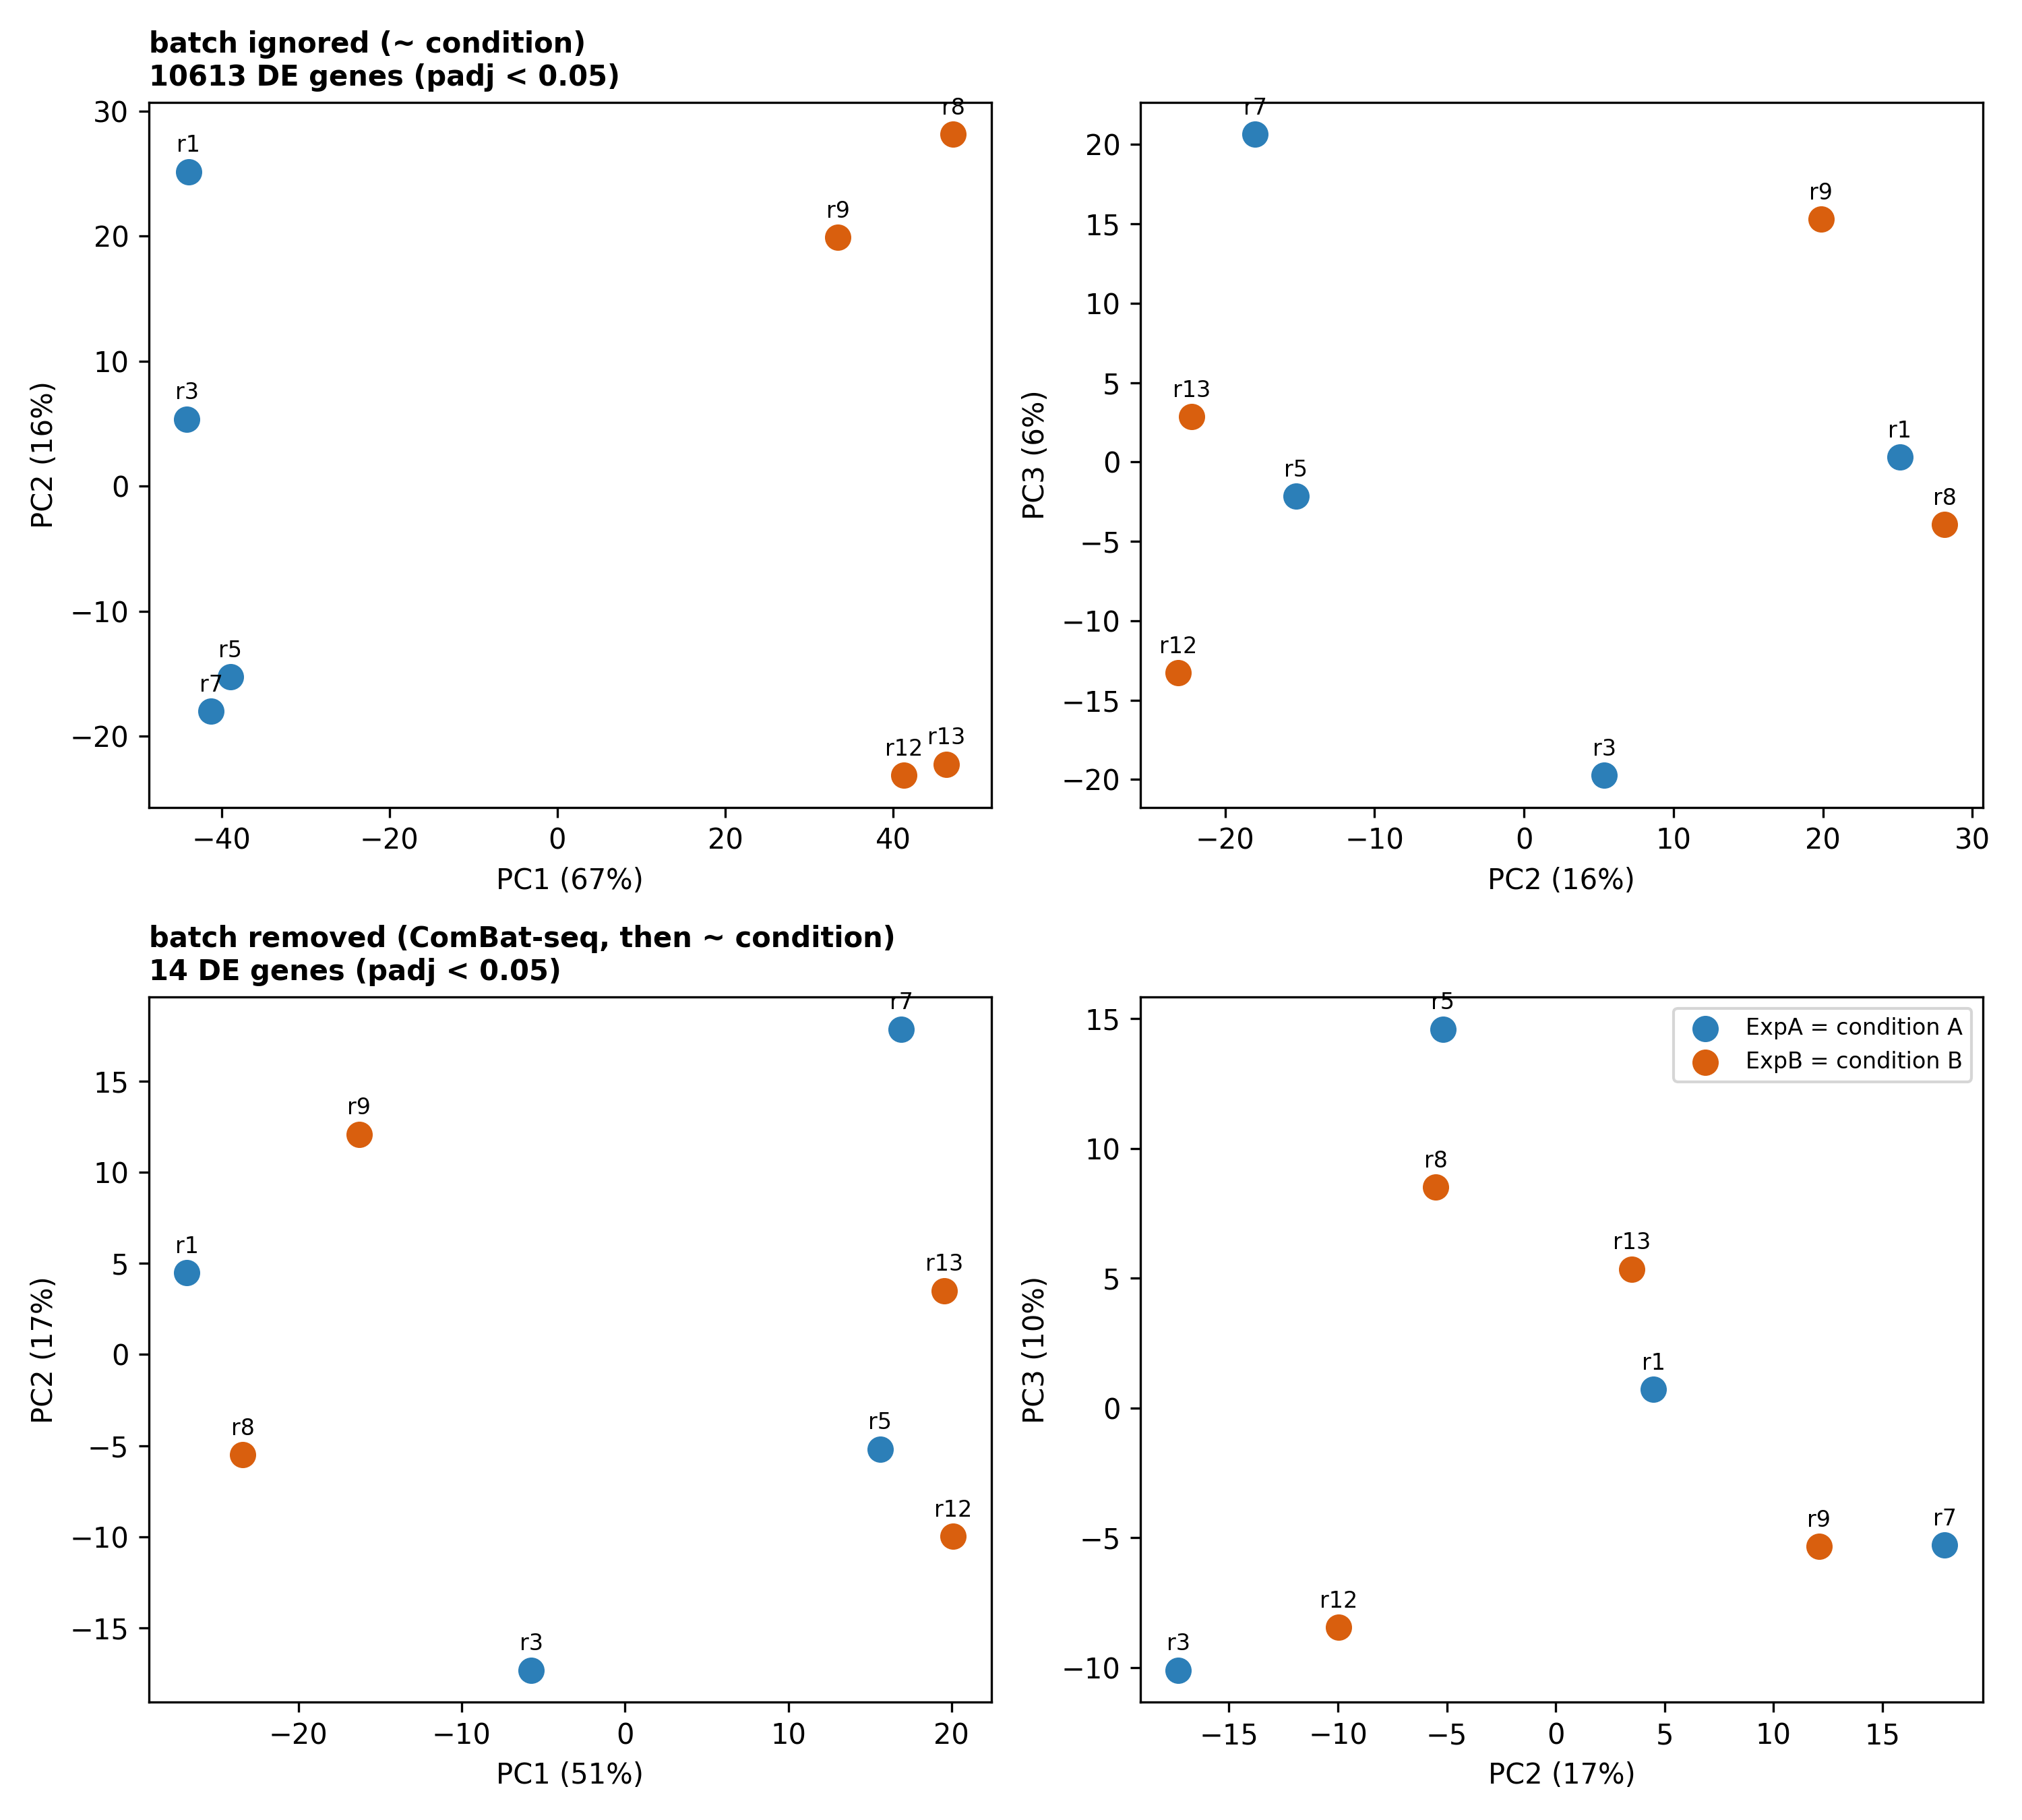 batch ignored (~ condition)
10613 DE genes (padj < 0.05)
30
20
10
0
−10
−20
PC2 (16%)
r1
r3
r5
r7
r8
r9
r12
r13
−40
−20
0
20
40
PC1 (67%)
20
15
10
5
0
−5
−10
−15
−20
PC3 (6%)
r7
r9
r13
r5
r1
r8
r12
r3
−20
−10
0
10
20
30
PC2 (16%)
batch removed (ComBat-seq, then ~ condition)
14 DE genes (padj < 0.05)
15
10
5
0
−5
−10
−15
PC2 (17%)
r7
r9
r1
r13
r5
r8
r12
r3
−20
−10
0
10
20
PC1 (51%)
15
10
5
0
−5
−10
PC3 (10%)
r5
r8
r13
r1
r9
r7
r12
r3
ExpA = condition A
ExpB = condition B
−15
−10
−5
0
5
10
15
PC2 (17%)